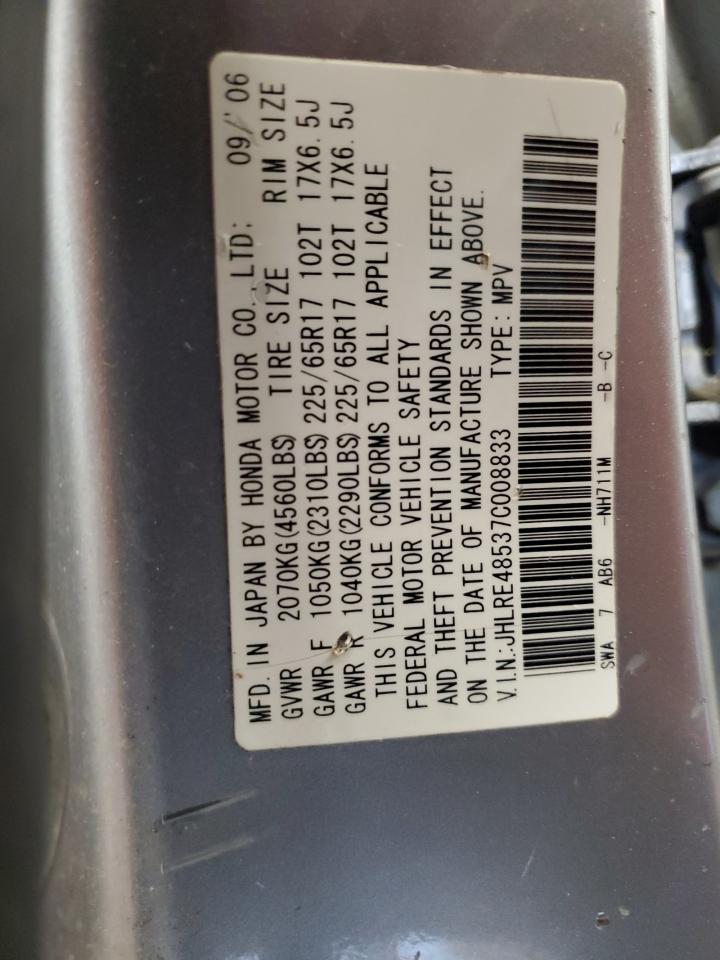 MFD. IN JAPAN BY HONDA MOTOR CO., LTD: 09/ 06
GVWR 2070KG(4560LBS) TIRE SIZE RIM SIZE
GAWR F 1050KG(2310LBS) 225/65R17 102T 17X6.5J
GAWR R 1040KG(2290LBS) 225/65R17 102T 17X6.5J
THIS VEHICLE CONFORMS TO ALL APPLICABLE
FEDERAL MOTOR VEHICLE SAFETY
AND THEFT PREVENTION STANDARDS IN EFFECT
ON THE DATE OF MANUFACTURE SHOWN ABOVE.
V.I.N.:JHLRE48537C008833 TYPE: MPV
SWA 7 AB6 -NH711M -B -C